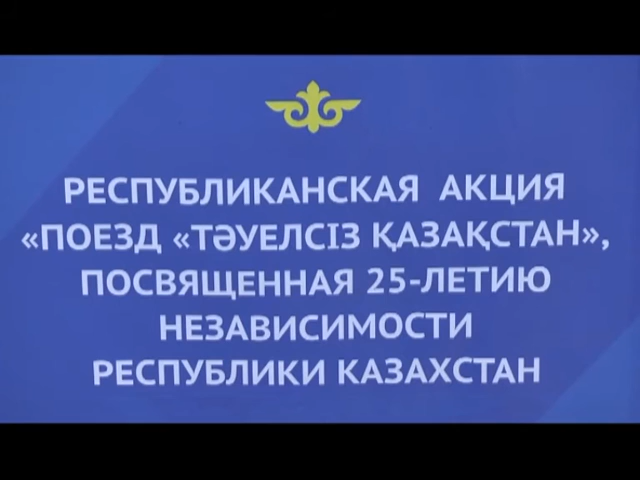 РЕСПУБЛИКАНСКАЯ АКЦИЯ
«ПОЕЗД «ТӘУЕЛСІЗ ҚАЗАҚСТАН»,
ПОСВЯЩЕННАЯ 25-ЛЕТИЮ
НЕЗАВИСИМОСТИ
РЕСПУБЛИКИ КАЗАХСТАН